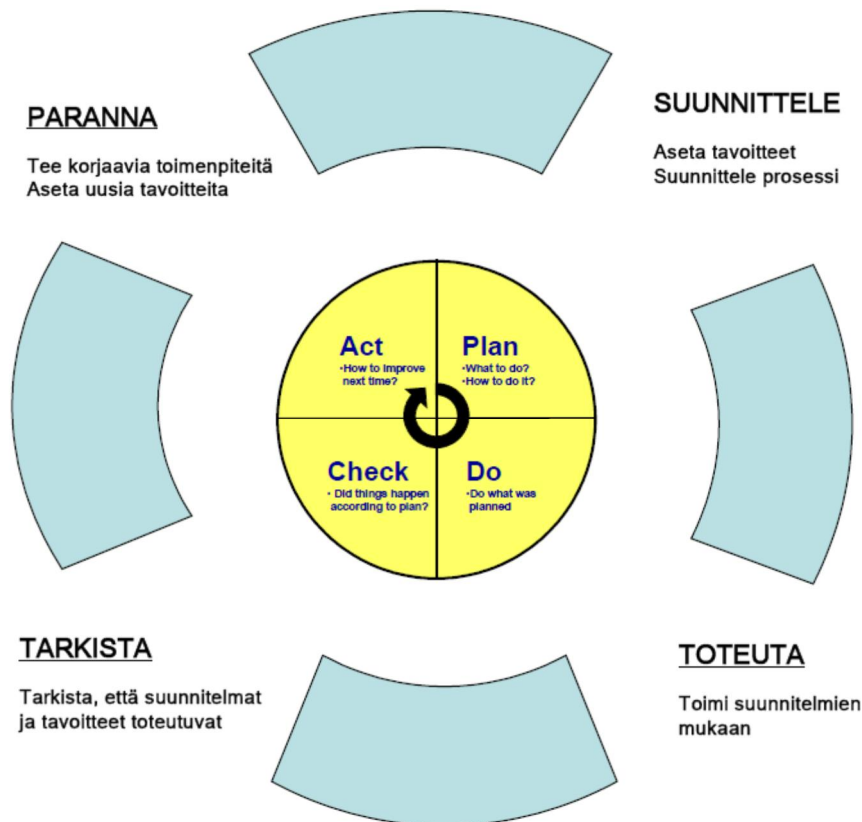 PARANNA
Tee korjaavia toimenpiteitä
Aseta uusia tavoitteita
SUUNNITTELE
Aseta tavoitteet
Suunnittele prosessi
Act
•How to improve
next time?
Plan
•What to do?
•How to do it?
Check
• Did things happen
according to plan?
Do
•Do what was
planned
TARKISTA
Tarkista, että suunnitelmat
ja tavoitteet toteutuvat
TOTEUTA
Toimi suunnitelmien
mukaan